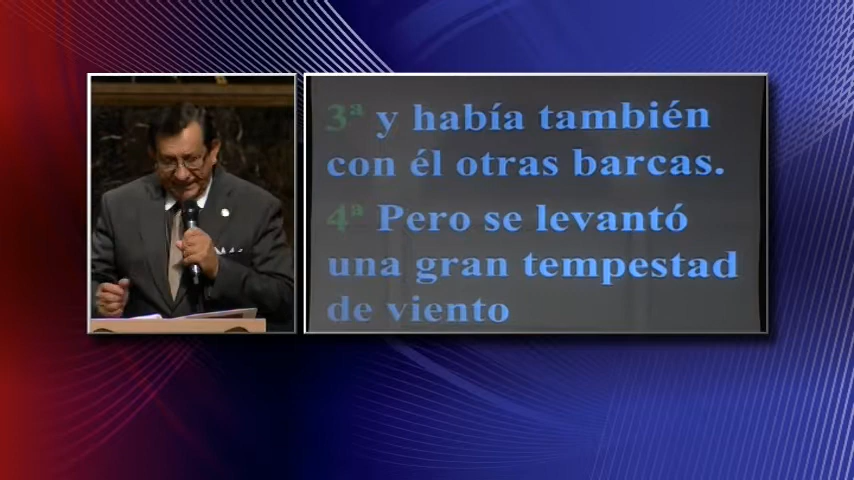 3ª y había también
con él otras barcas.
4ª Pero se levantó
una gran tempestad
de viento